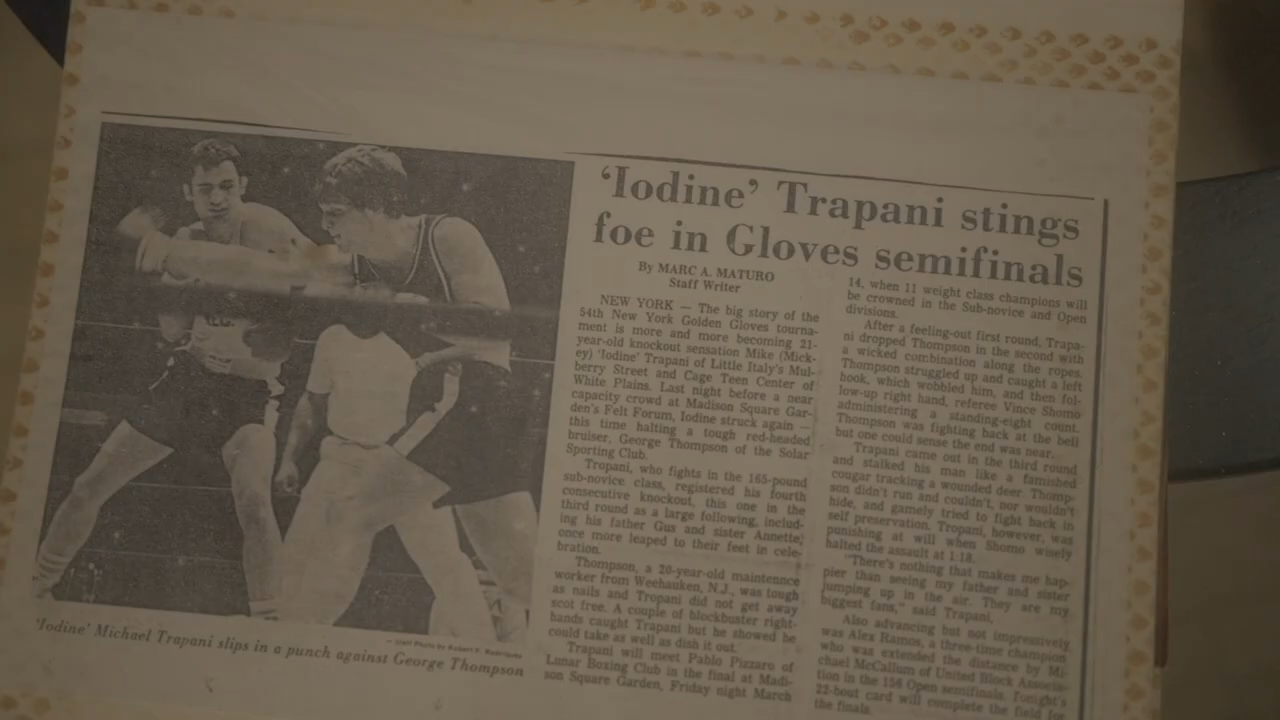 'Iodine' Trapani stings
foe in Gloves semifinals
By MARC A. MATURO
Staff Writer
NEW YORK — The big story of the
54th New York Golden Gloves tourna-
ment is more and more becoming 21-
year-old knockout sensation Mike (Mick-
ey) 'Iodine' Trapani of Little Italy's Mul-
berry Street and Cage Teen Center of
White Plains. Last night before a near
capacity crowd at Madison Square Gar-
den's Felt Forum, Iodine struck again —
this time halting a tough red-headed
bruiser, George Thompson of the Solar
Sporting Club.
Tropani, who fights in the 165-pound
sub-novice class, registered his fourth
consecutive knockout, this one in the
third round as a large following, includ-
ing his father Gus and sister Annette,
once more leaped to their feet in cele-
bration.
Thompson, a 20-year-old maintennce
worker from Weehauken, N.J., was tough
as nails and Tropani did not get away
scot free. A couple of blockbuster right-
hands caught Trapani but he showed he
could take as well as dish it out.
Trapani will meet Pablo Pizzaro of
Lunar Boxing Club in the final at Madi-
son Square Garden, Friday night March
14, when 11 weight class champions will
be crowned in the Sub-novice and Open
divisions.
After a feeling-out first round, Trapa-
ni dropped Thompson in the second with
a wicked combination along the ropes.
Thompson struggled up and caught a left
hook, which wobbled him, and then fol-
low-up right hand, referee Vince Shomo
administering a standing-eight count.
Thompson was fighting back at the bell
but one could sense the end was near.
Trapani came out in the third round
and stalked his man like a famished
cougar tracking a wounded deer. Thomp-
son didn't run and couldn't, nor wouldn't
hide, and gamely tried to fight back in
self preservation. Tropani, however, was
punishing at will when Shomo wisely
halted the assault at 1:18.
"There's nothing that makes me hap-
pier than seeing my father and sister
jumping up in the air. They are my
biggest fans," said Trapani.
Also advancing but not impressively
was Alex Ramos, a three-time champion
who was extended the distance by Mi-
chael McCallum of United Block Associa-
tion in the 156 Open semifinals. Tonight's
22-bout card will complete the field for
the finals.
— Staff Photo by Robert F. Rodriguez
'Iodine' Michael Trapani slips in a punch against George Thompson